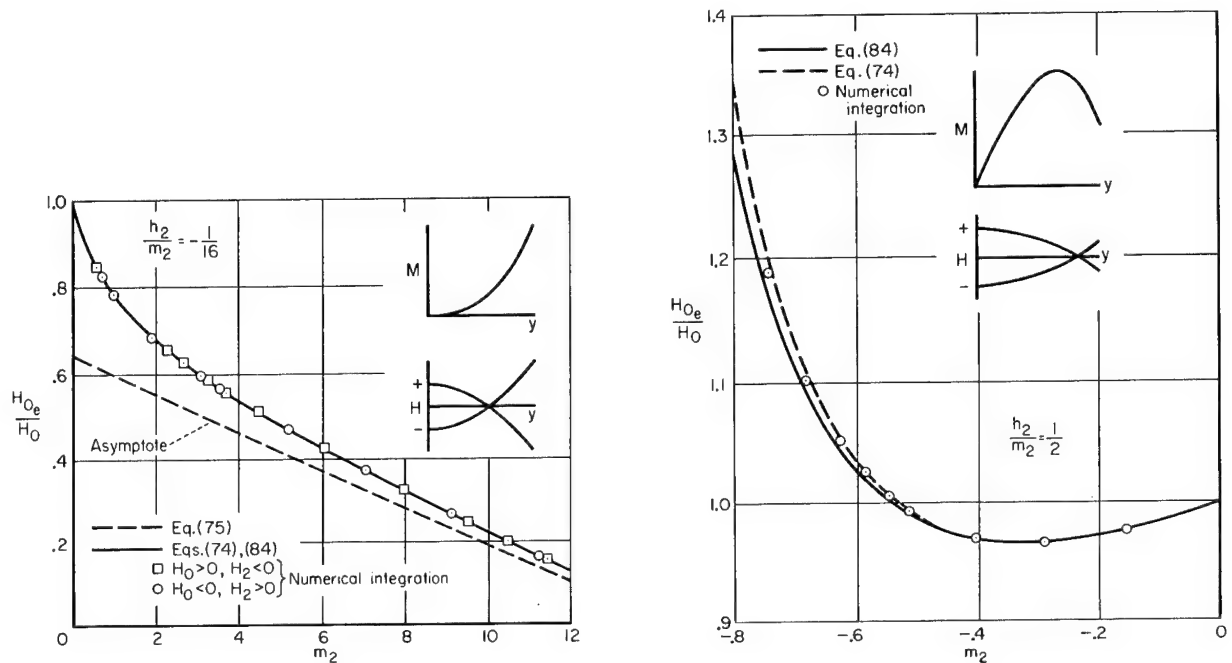 1.0
.8
.6
.4
.2
0
2
4
6
8
10
12
m2
H0e
H0
h2
m2
= - 1
16
M
y
+
H
-
y
Asymptote
Eq.(75)
Eqs.(74),(84)
H0>0, H2<0
H0<0, H2>0
Numerical integration
1.4
1.3
1.2
1.1
1.0
.9
-.8
-.6
-.4
-.2
0
m2
H0e
H0
Eq.(84)
Eq.(74)
Numerical
integration
M
y
+
H
-
y
h2
m2
= 1
2